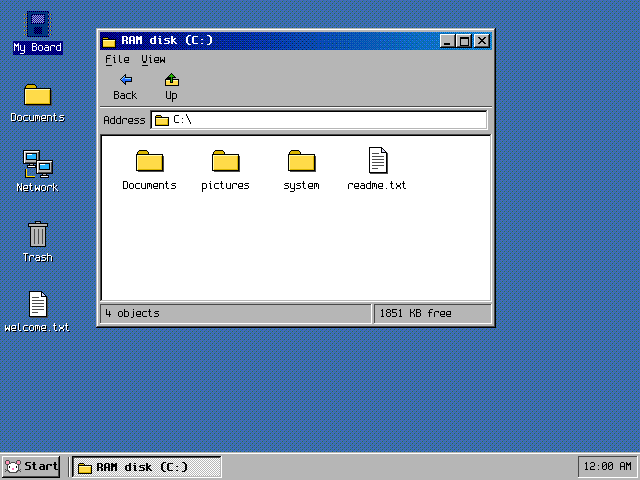 My Board
Documents
Network
Trash
welcome.txt
RAM disk (C:)
File View
Back Up
Address C:\
Documents pictures system readme.txt
4 objects 1851 KB free
Start RAM disk (C:) 12:00 AM